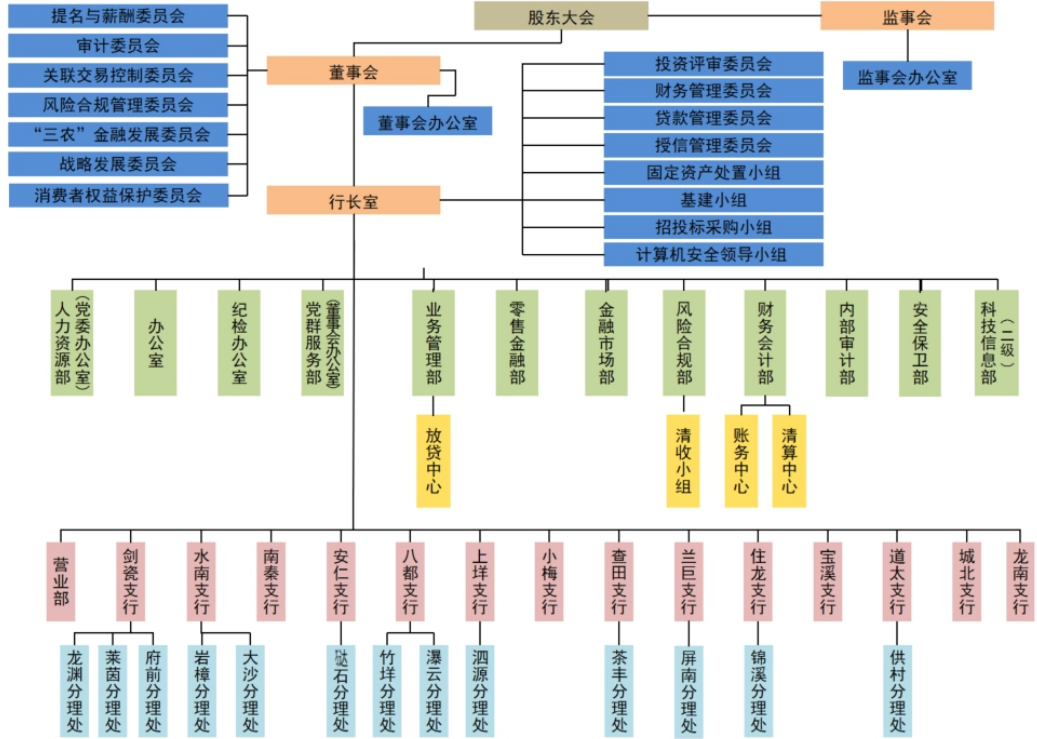 股东大会
监事会
监事会办公室
董事会
董事会办公室
提名与薪酬委员会
审计委员会
关联交易控制委员会
风险合规管理委员会
“三农”金融发展委员会
战略发展委员会
消费者权益保护委员会
行长室
投资评审委员会
财务管理委员会
贷款管理委员会
授信管理委员会
固定资产处置小组
基建小组
招投标采购小组
计算机安全领导小组
人力资源部
（党委办公室）
办公室
纪检办公室
党群服务部
（董事会办公室）
业务管理部
零售金融部
金融市场部
风险合规部
财务会计部
内部审计部
安全保卫部
科技信息部
（二级）
放贷中心
清收小组
账务中心
清算中心
营业部
剑瓷支行
水南支行
南秦支行
安仁支行
八都支行
上垟支行
小梅支行
查田支行
兰巨支行
住龙支行
宝溪支行
道太支行
城北支行
龙南支行
龙渊分理处
莱茵分理处
府前分理处
岩樟分理处
大沙分理处
石分理处
竹垟分理处
瀑云分理处
泗源分理处
茶丰分理处
屏南分理处
锦溪分理处
供村分理处